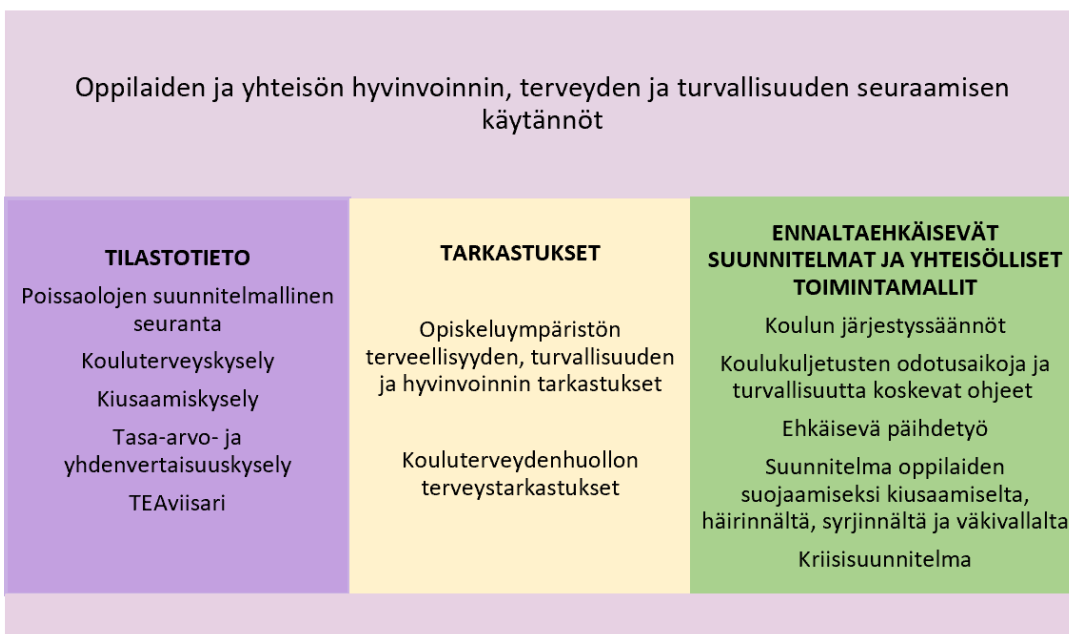 Oppilaiden ja yhteisön hyvinvoinnin, terveyden ja turvallisuuden seuraamisen
käytännöt
TILASTOTIETO
Poissaolojen suunnitelmallinen
seuranta
Kouluterveyskysely
Kiusaamiskysely
Tasa-arvo- ja
yhdenvertaisuuskysely
TEAviisari
TARKASTUKSET
Opiskeluympäristön
terveellisyyden, turvallisuuden
ja hyvinvoinnin tarkastukset
Kouluterveydenhuollon
terveystarkastukset
ENNALTAEHKÄISEVÄT
SUUNNITELMAT JA YHTEISÖLLISET
TOIMINTAMALLIT
Koulun järjestyssäännöt
Koulukuljetusten odotusaikoja ja
turvallisuutta koskevat ohjeet
Ehkäisevä päihdetyö
Suunnitelma oppilaiden
suojaamiseksi kiusaamiselta,
häirinnältä, syrjinnältä ja väkivallalta
Kriisisuunnitelma